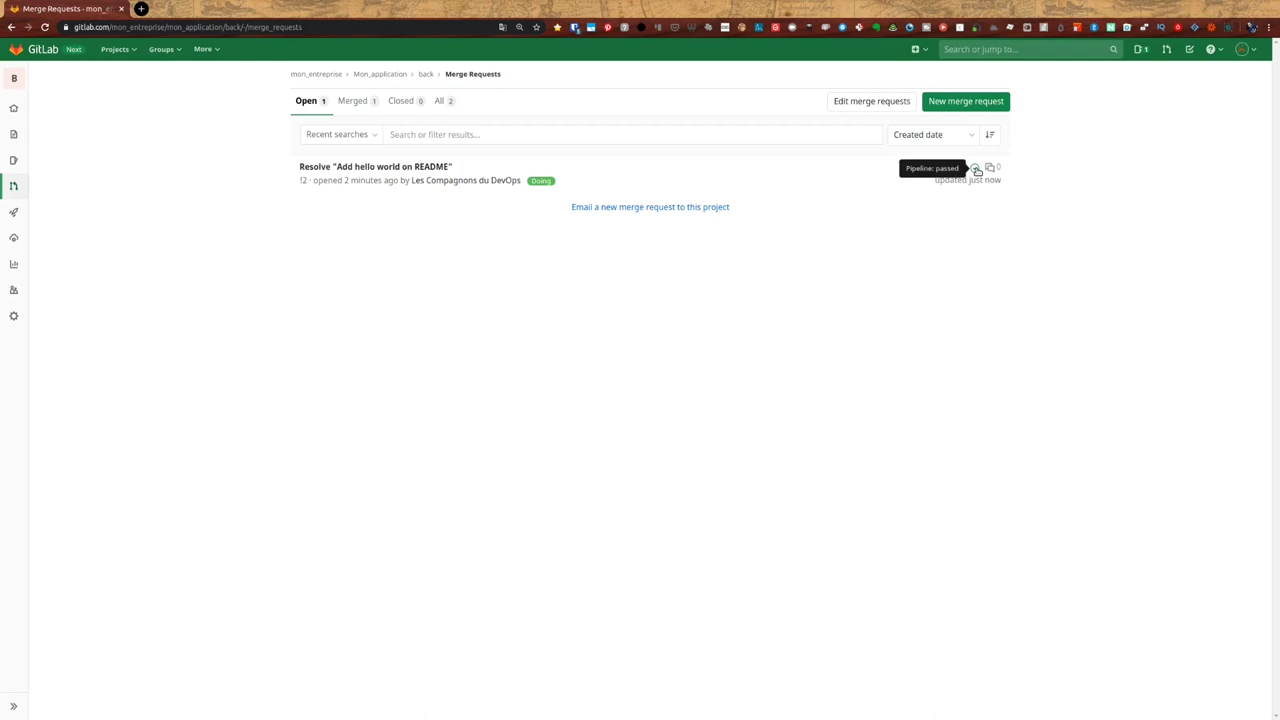 Merge Requests · mon_e
gitlab.com/mon_entreprise/mon_application/back/-/merge_requests
GitLab Next Projects Groups More Search or jump to... 1
B
mon_entreprise Mon_application back Merge Requests
Open 1 Merged 1 Closed 0 All 2 Edit merge requests New merge request
Recent searches Search or filter results... Created date
Resolve "Add hello world on README" Pipeline: passed 0
!2 · opened 2 minutes ago by Les Compagnons du DevOps Doing updated just now
Email a new merge request to this project